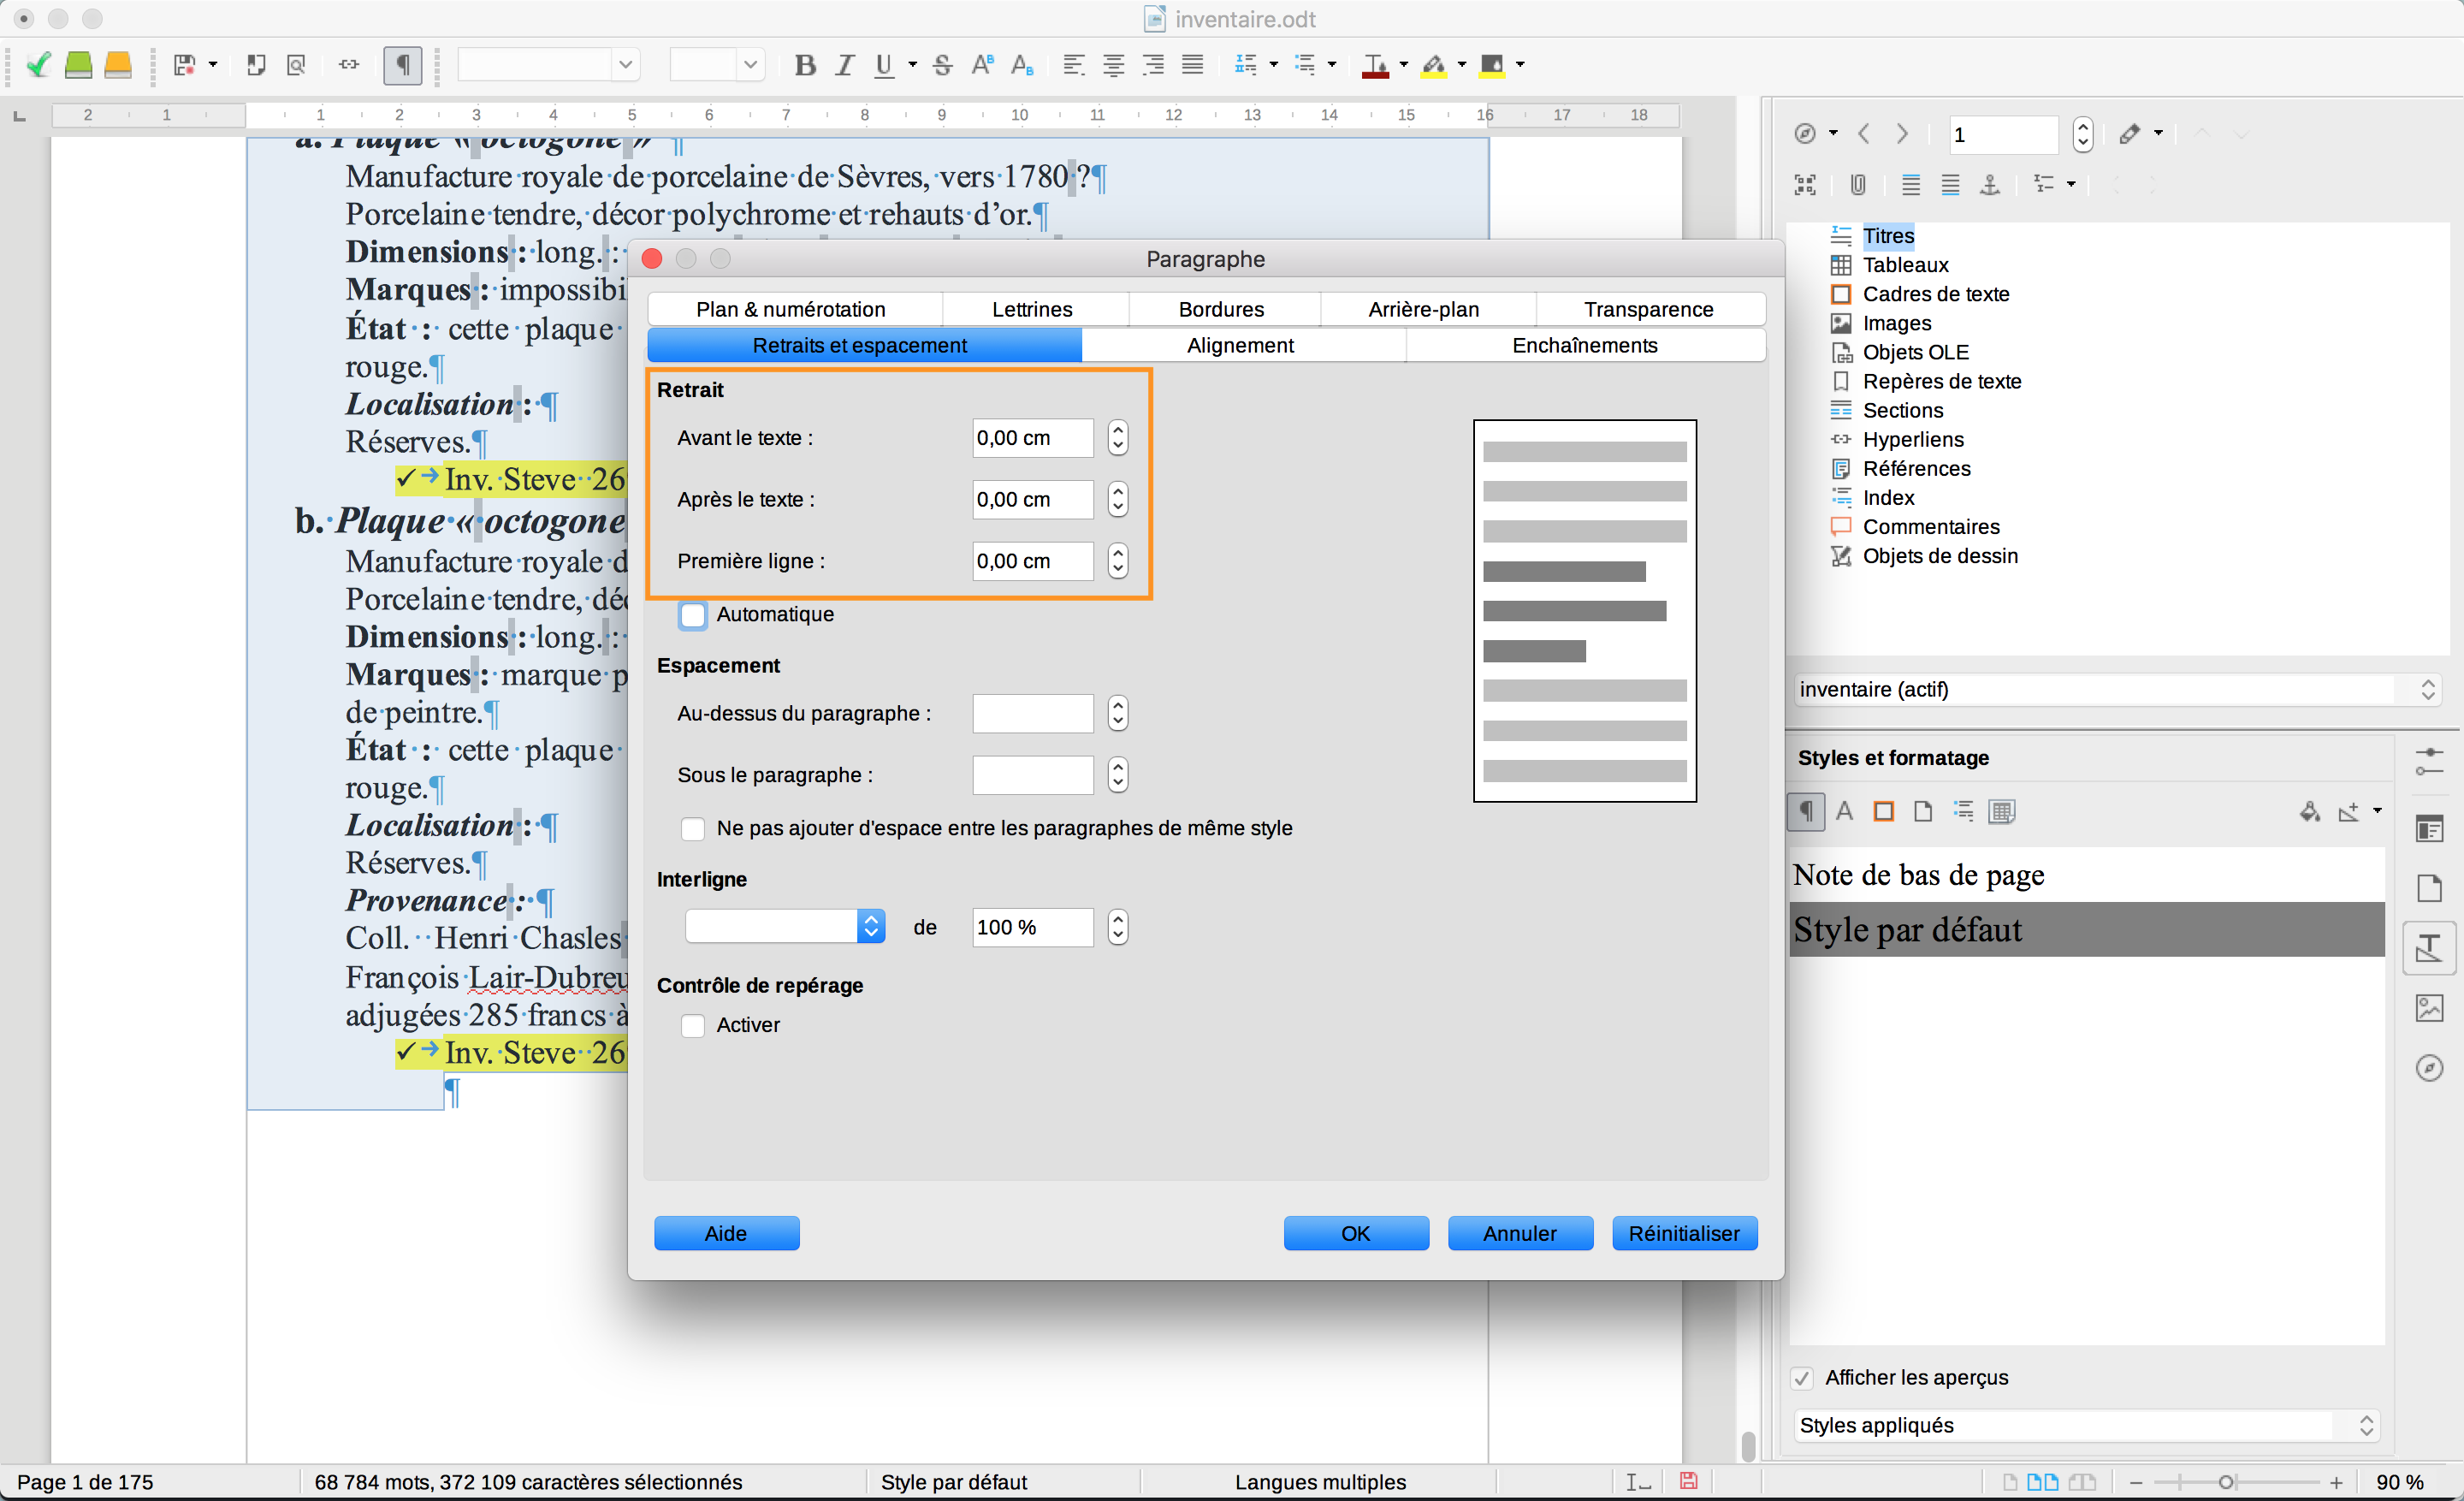 inventaire.odt
2 1 1 2 3 4 5 6 7 8 9 10 11 12 13 14 15 16 17 18
a. Plaque « octogone »¶
Manufacture royale de porcelaine de Sèvres, vers 1780 ?¶
Porcelaine tendre, décor polychrome et rehauts d’or.¶
Dimensions : long. :
Marques : impossibi
État : cette plaque
rouge.¶
Localisation : ¶
Réserves.¶
✓→Inv. Steve 26
b. Plaque « octogone
Manufacture royale d
Porcelaine tendre, déc
Dimensions : long. :
Marques : marque p
de peintre.¶
État : cette plaque
rouge.¶
Localisation : ¶
Réserves.¶
Provenance : ¶
Coll. Henri Chasles
François Lair-Dubreu
adjugées 285 francs à
✓→Inv. Steve 26
¶
Paragraphe
Plan & numérotation Lettrines Bordures Arrière-plan Transparence
Retraits et espacement Alignement Enchaînements
Retrait
Avant le texte : 0,00 cm
Après le texte : 0,00 cm
Première ligne : 0,00 cm
Automatique
Espacement
Au-dessus du paragraphe :
Sous le paragraphe :
Ne pas ajouter d'espace entre les paragraphes de même style
Interligne
de 100 %
Contrôle de repérage
Activer
Aide OK Annuler Réinitialiser
1
Titres
Tableaux
Cadres de texte
Images
Objets OLE
Repères de texte
Sections
Hyperliens
Références
Index
Commentaires
Objets de dessin
inventaire (actif)
Styles et formatage
Note de bas de page
Style par défaut
Afficher les aperçus
Styles appliqués
Page 1 de 175 68 784 mots, 372 109 caractères sélectionnés Style par défaut Langues multiples 90 %